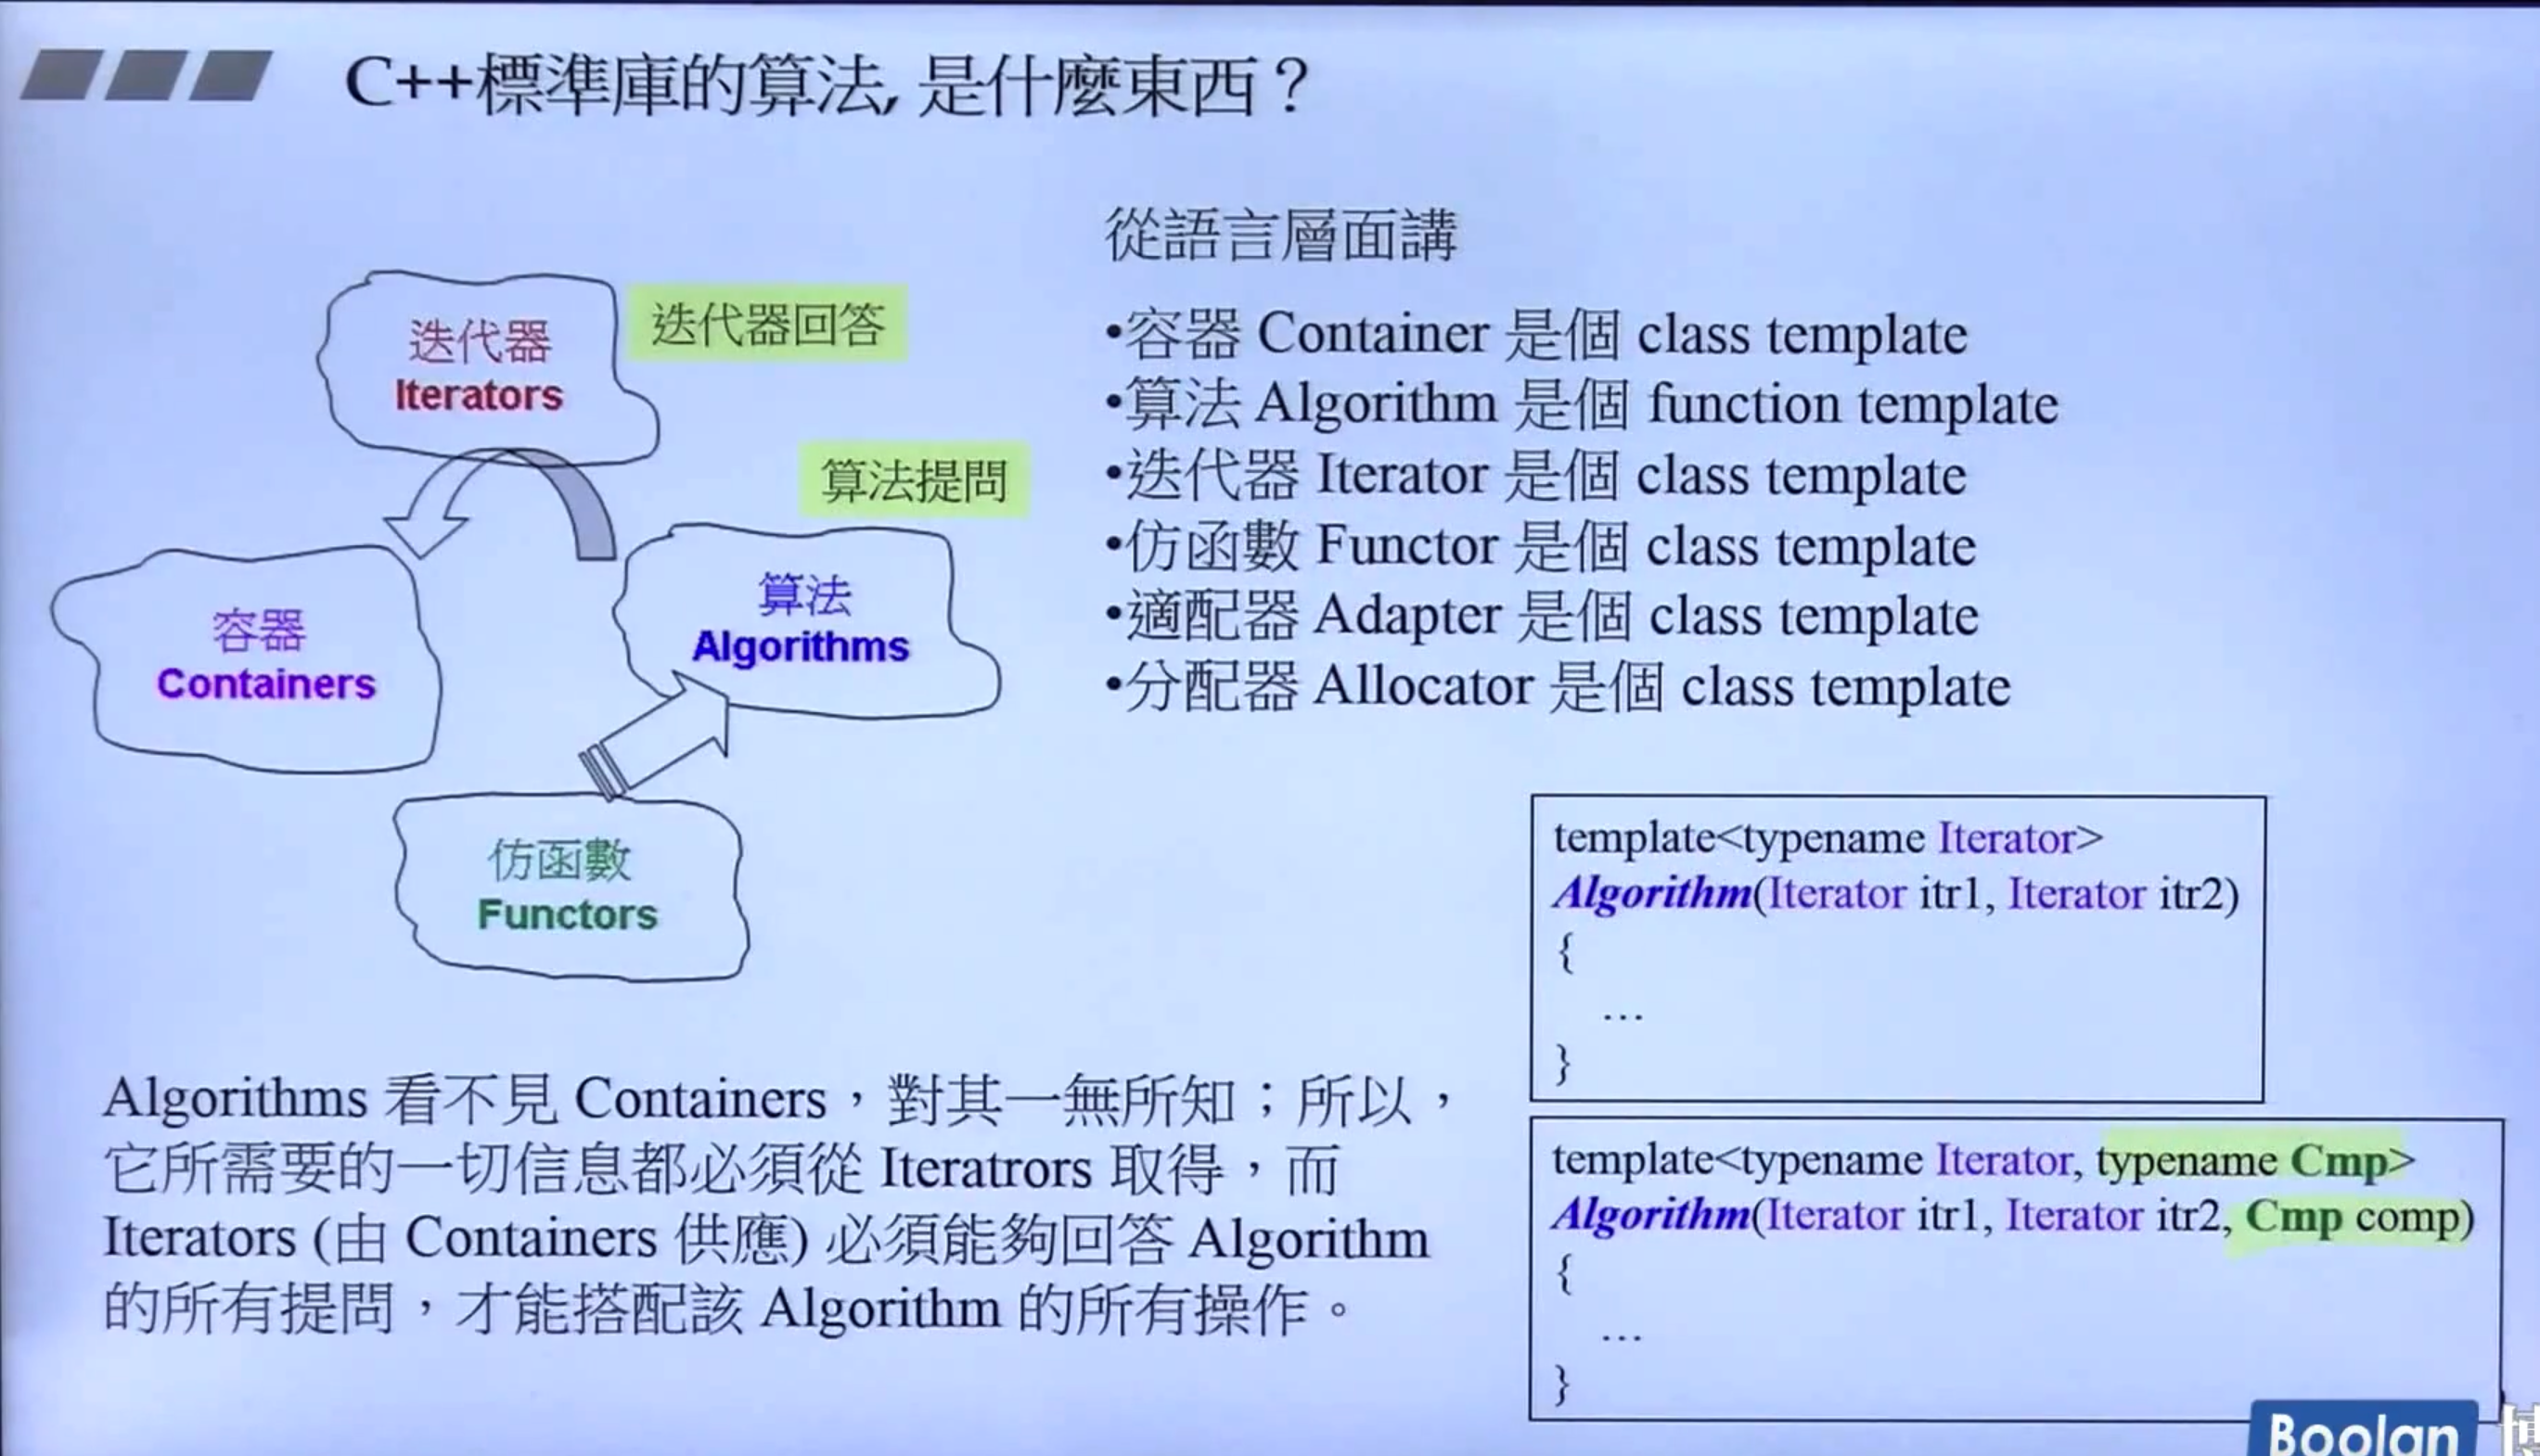 C++標準庫的算法, 是什麼東西？
迭代器
Iterators
迭代器回答
算法提問
容器
Containers
算法
Algorithms
仿函數
Functors
從語言層面講
•容器 Container 是個 class template
•算法 Algorithm 是個 function template
•迭代器 Iterator 是個 class template
•仿函數 Functor 是個 class template
•適配器 Adapter 是個 class template
•分配器 Allocator 是個 class template
Algorithms 看不見 Containers，對其一無所知；所以，
它所需要的一切信息都必須從 Iteratrors 取得，而
Iterators (由 Containers 供應) 必須能夠回答 Algorithm
的所有提問，才能搭配該 Algorithm 的所有操作。
template<typename Iterator>
Algorithm(Iterator itr1, Iterator itr2)
{
…
}
template<typename Iterator, typename Cmp>
Algorithm(Iterator itr1, Iterator itr2, Cmp comp)
{
…
}
Boolan